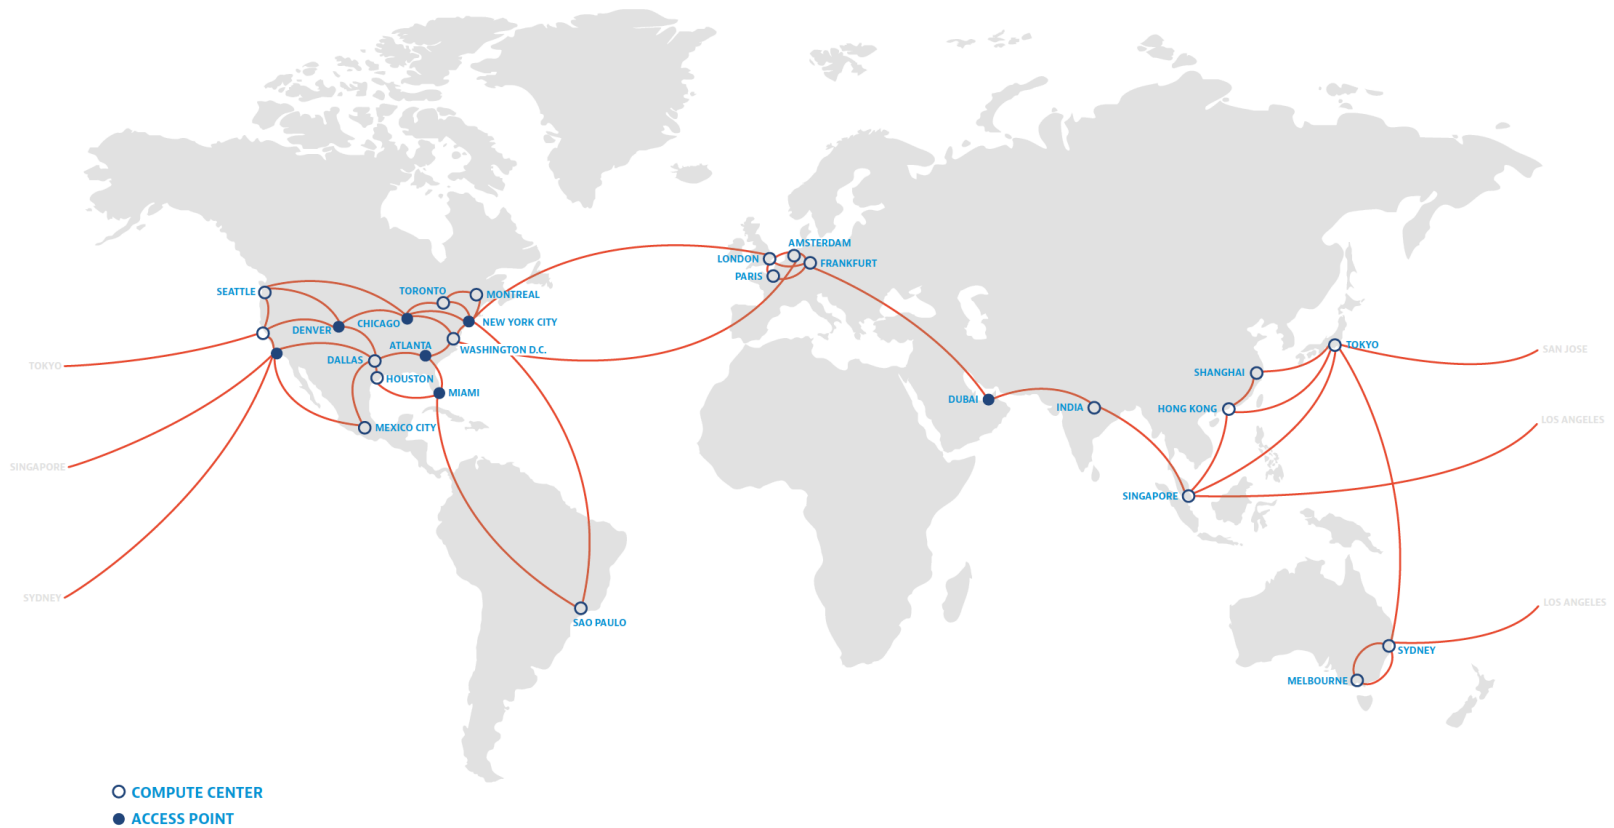 AMSTERDAM
LONDON
FRANKFURT
PARIS
SEATTLE
TORONTO
MONTREAL
DENVER
CHICAGO
NEW YORK CITY
ATLANTA
WASHINGTON D.C.
DALLAS
HOUSTON
MIAMI
MEXICO CITY
TOKYO
SINGAPORE
SYDNEY
SAO PAULO
DUBAI
INDIA
SHANGHAI
HONG KONG
TOKYO
SINGAPORE
SAN JOSE
LOS ANGELES
LOS ANGELES
SYDNEY
MELBOURNE
COMPUTE CENTER
ACCESS POINT